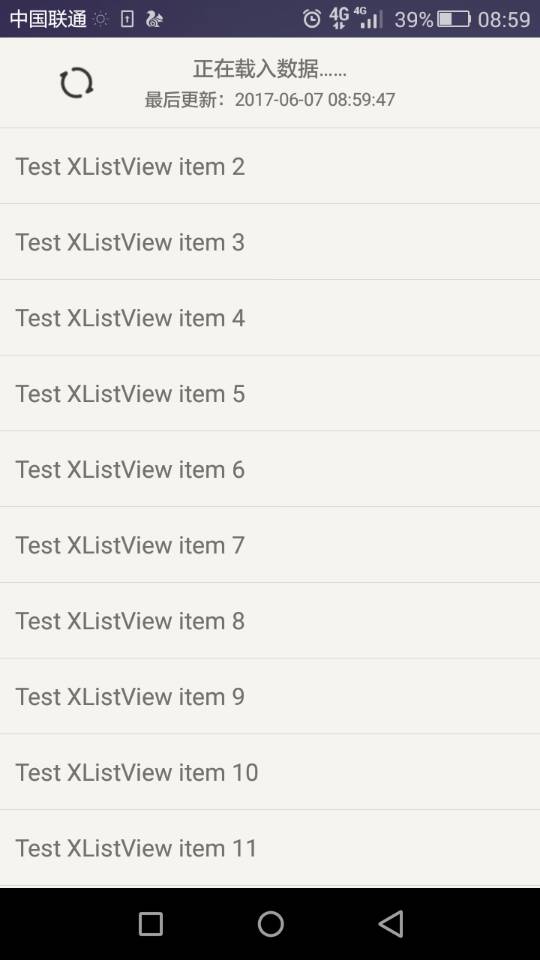 中国联通 4G 4G 39% 08:59
正在载入数据......
最后更新：2017-06-07 08:59:47
Test XListView item 2
Test XListView item 3
Test XListView item 4
Test XListView item 5
Test XListView item 6
Test XListView item 7
Test XListView item 8
Test XListView item 9
Test XListView item 10
Test XListView item 11